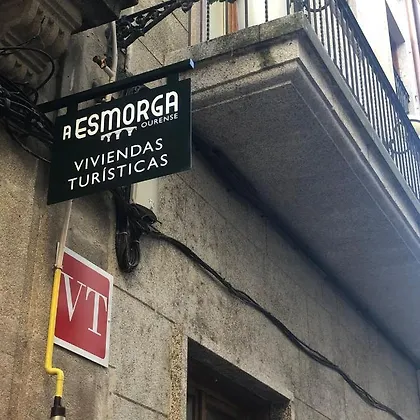 A ESMORGA
OURENSE
VIVIENDAS
TURÍSTICAS
VT